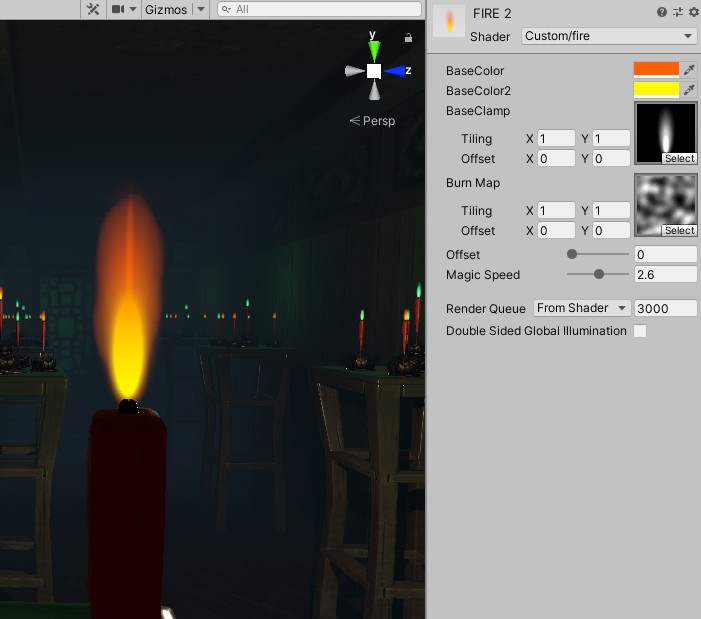 Gizmos
All
y
z
Persp
FIRE 2
Shader Custom/fire
BaseColor
BaseColor2
BaseClamp
Tiling X 1 Y 1
Offset X 0 Y 0
Select
Burn Map
Tiling X 1 Y 1
Offset X 0 Y 0
Select
Offset 0
Magic Speed 2.6
Render Queue From Shader 3000
Double Sided Global Illumination